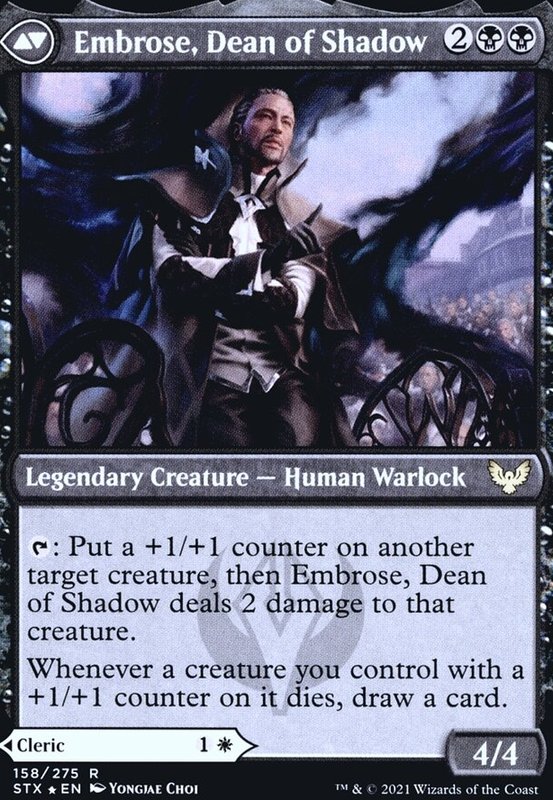 Embrose, Dean of Shadow 2
Legendary Creature — Human Warlock
: Put a +1/+1 counter on another
target creature, then Embrose, Dean
of Shadow deals 2 damage to that
creature.
Whenever a creature you control with a
+1/+1 counter on it dies, draw a card.
Cleric 1
4/4
158/275 R
STX ★ EN Yongjae Choi
™ & © 2021 Wizards of the Coast